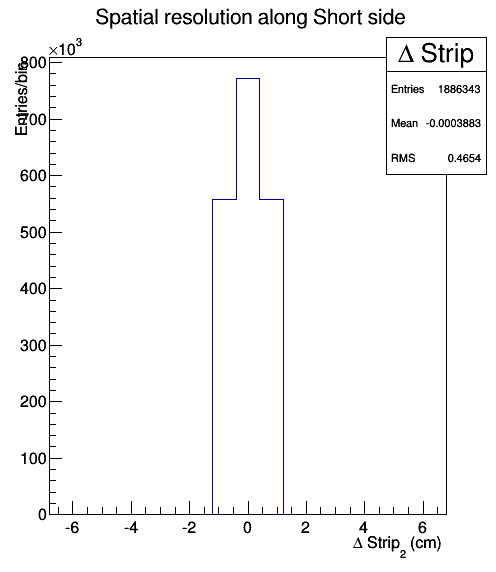 Spatial resolution along Short side
×10³
Entries/bin
Δ Strip
Entries 1886343
Mean -0.0003883
RMS 0.4654
800
700
600
500
400
300
200
100
0
-6 -4 -2 0 2 4 6
Δ Strip₂ (cm)